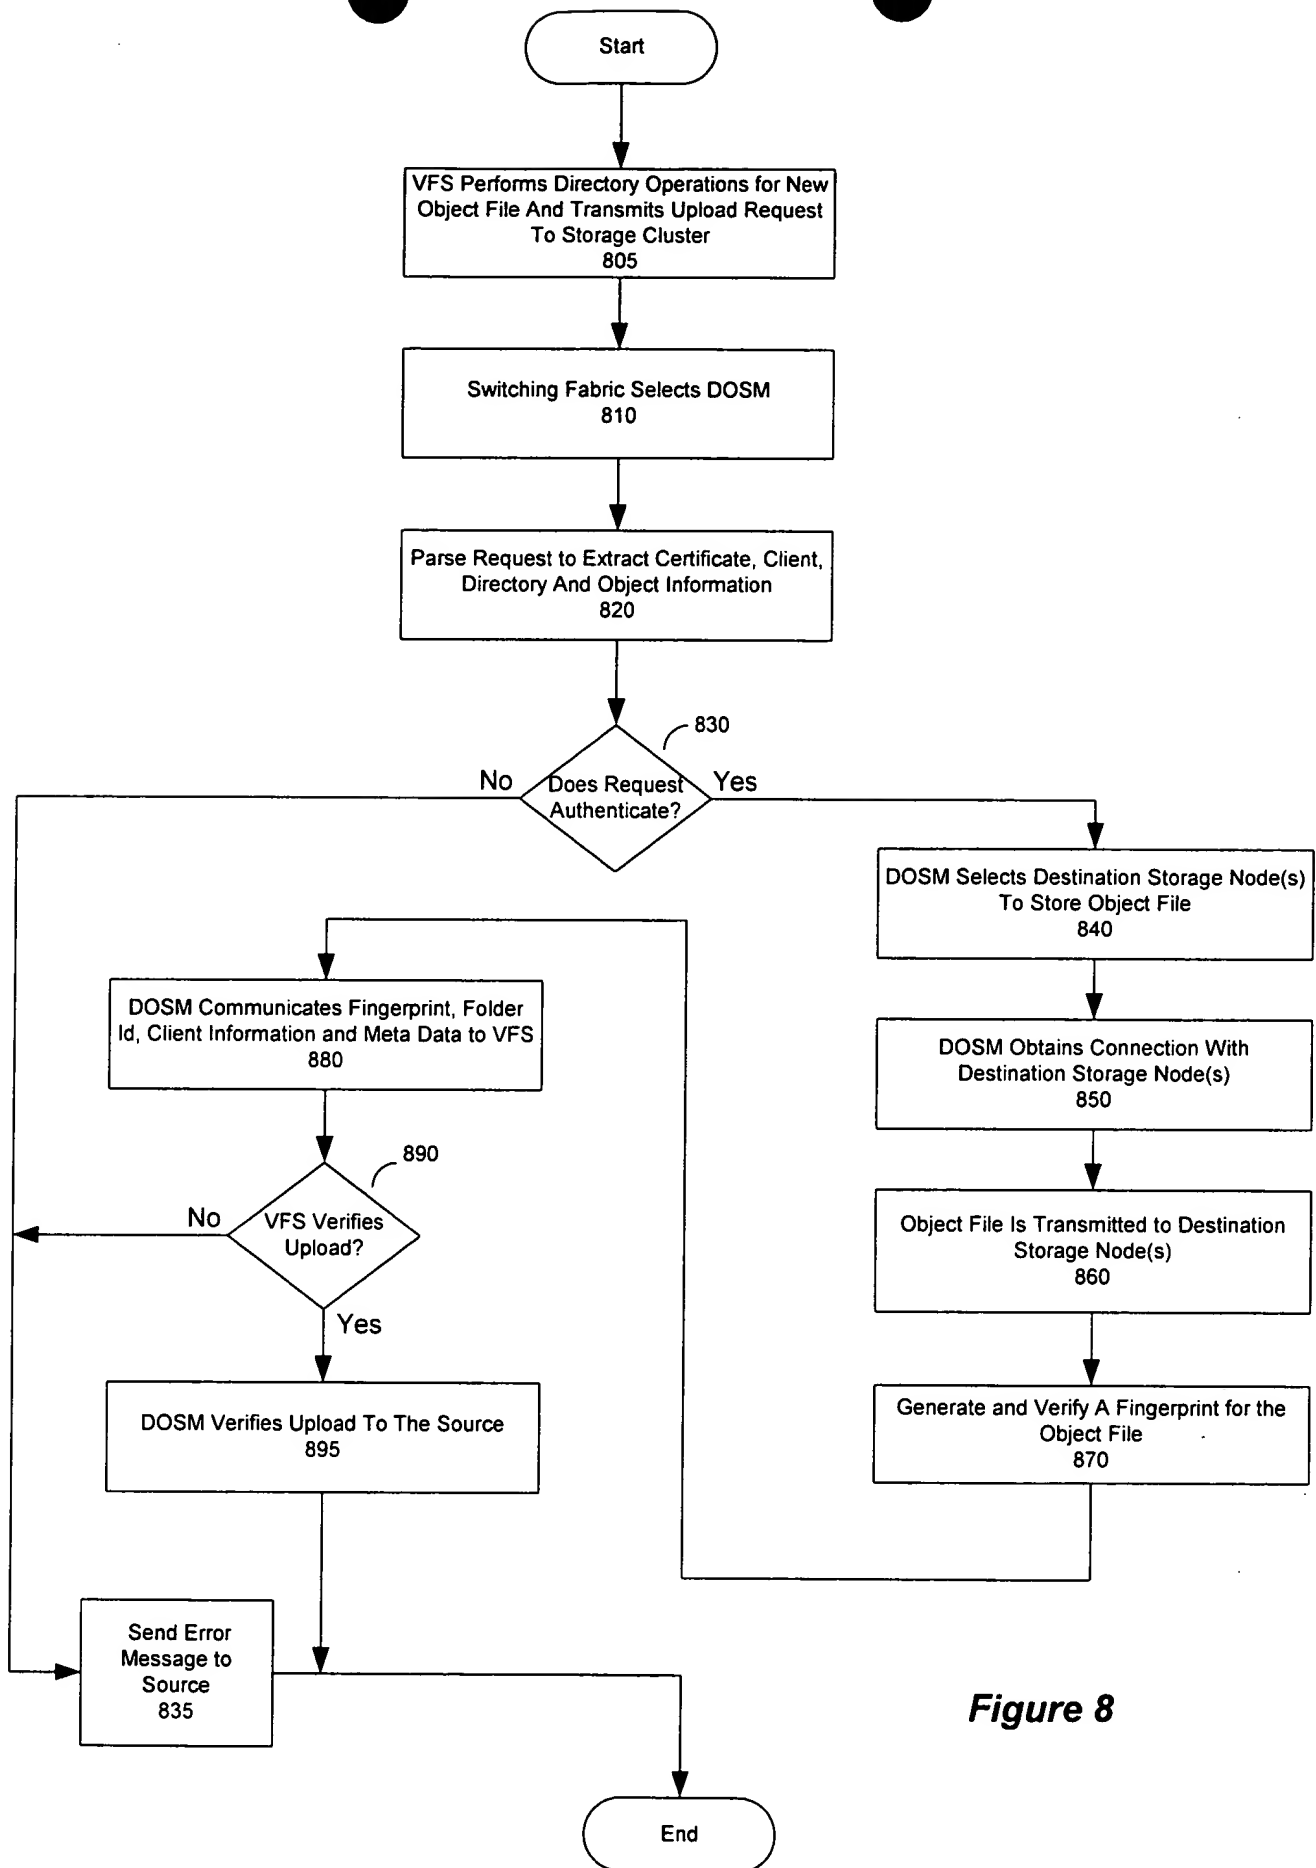 Start
VFS Performs Directory Operations for New
Object File And Transmits Upload Request
To Storage Cluster
805
Switching Fabric Selects DOSM
810
Parse Request to Extract Certificate, Client,
Directory And Object Information
820
830
No
Does Request
Authenticate?
Yes
DOSM Selects Destination Storage Node(s)
To Store Object File
840
DOSM Obtains Connection With
Destination Storage Node(s)
850
Object File Is Transmitted to Destination
Storage Node(s)
860
Generate and Verify A Fingerprint for the
Object File
870
DOSM Communicates Fingerprint, Folder
Id, Client Information and Meta Data to VFS
880
890
No
VFS Verifies
Upload?
Yes
DOSM Verifies Upload To The Source
895
Send Error
Message to
Source
835
Figure 8
End